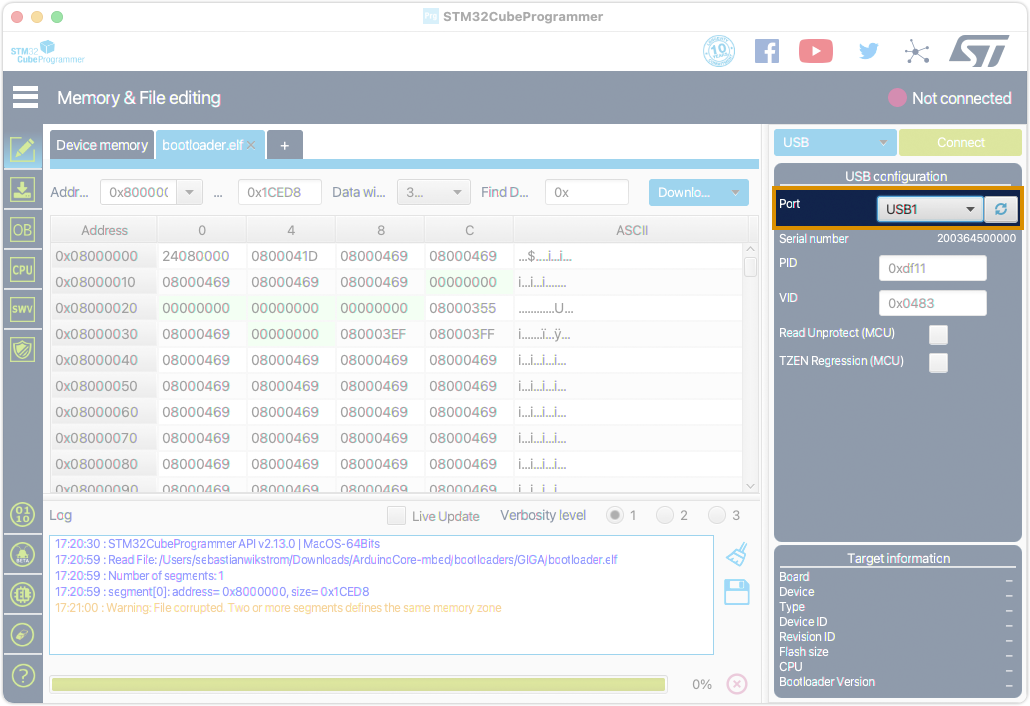 STM32CubeProgrammer
STM32
CubeProgrammer
10
Memory & File editing
Not connected
Device memory
bootloader.elf
+
USB
Connect
Addr...
0x80000(
...
0x1CED8
Data wi...
3...
Find D...
0x
Downlo...
USB configuration
Port
USB1
Serial number
200364500000
PID
0xdf11
VID
0x0483
Read Unprotect (MCU)
TZEN Regression (MCU)
OB
CPU
SWV
Address 0 4 8 C ASCII
0x08000000 24080000 0800041D 08000469 08000469 ...$....i...i...
0x08000010 08000469 08000469 08000469 00000000 i...i...i.......
0x08000020 00000000 00000000 00000000 08000355 ............U...
0x08000030 08000469 00000000 080003EF 080003FF i.......ï...ÿ...
0x08000040 08000469 08000469 08000469 08000469 i...i...i...i...
0x08000050 08000469 08000469 08000469 08000469 i...i...i...i...
0x08000060 08000469 08000469 08000469 08000469 i...i...i...i...
0x08000070 08000469 08000469 08000469 08000469 i...i...i...i...
0x08000080 08000469 08000469 08000469 08000469 i...i...i...i...
0x08000090 08000469 08000469 08000469 08000469 i...i...i...i...
Log
Live Update
Verbosity level
1
2
3
17:20:30 : STM32CubeProgrammer API v2.13.0 | MacOS-64Bits
17:20:59 : Read File: /Users/sebastianwikstrom/Downloads/ArduinoCore-mbed/bootloaders/GIGA/bootloader.elf
17:20:59 : Number of segments: 1
17:20:59 : segment[0]: address= 0x8000000, size= 0x1CED8
17:21:00 : Warning: File corrupted. Two or more segments defines the same memory zone
0%
01
10
BETA
?
Target information
Board _
Device _
Type _
Device ID _
Revision ID _
Flash size _
CPU _
Bootloader Version _